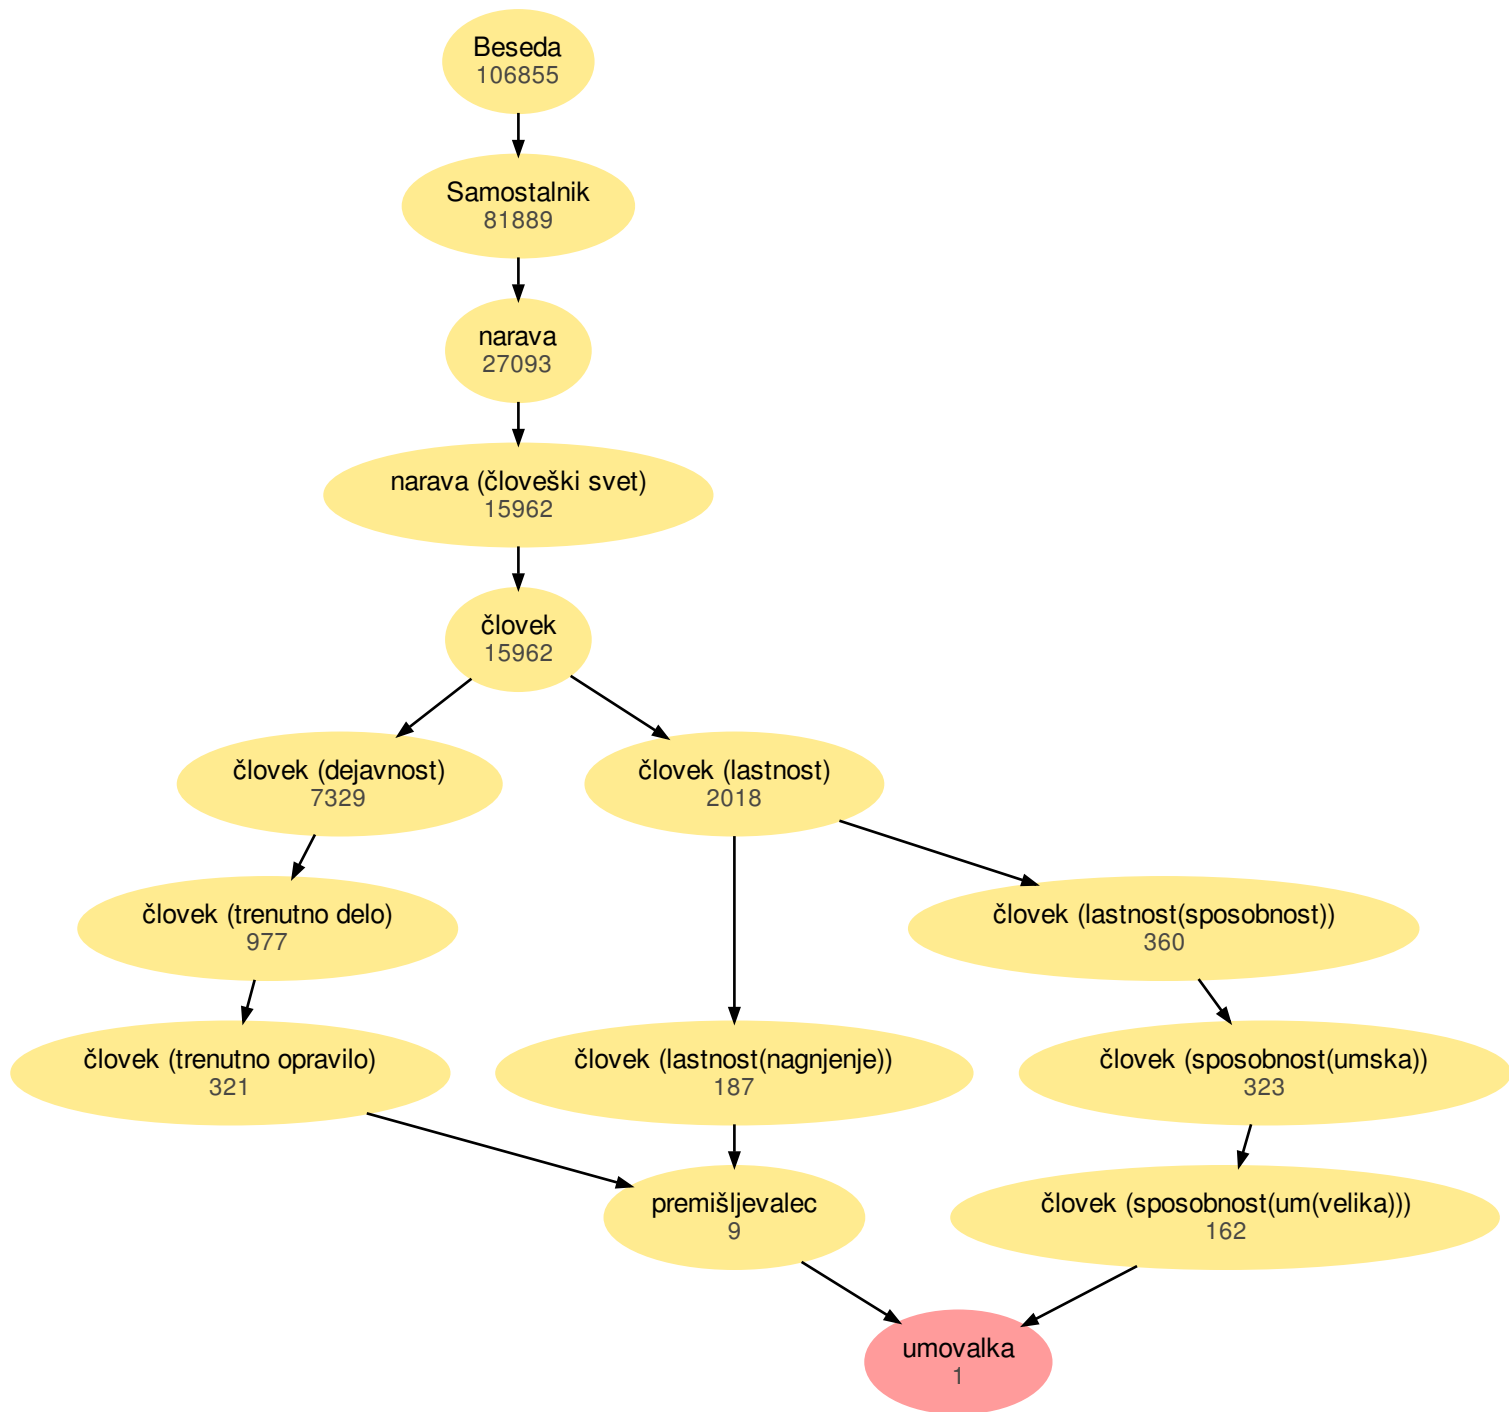 Beseda
106855
Samostalnik
81889
narava
27093
narava (človeški svet)
15962
človek
15962
človek (dejavnost)
7329
človek (lastnost)
2018
človek (trenutno delo)
977
človek (lastnost(sposobnost))
360
človek (trenutno opravilo)
321
človek (lastnost(nagnjenje))
187
človek (sposobnost(umska))
323
premišljevalec
9
človek (sposobnost(um(velika)))
162
umovalka
1